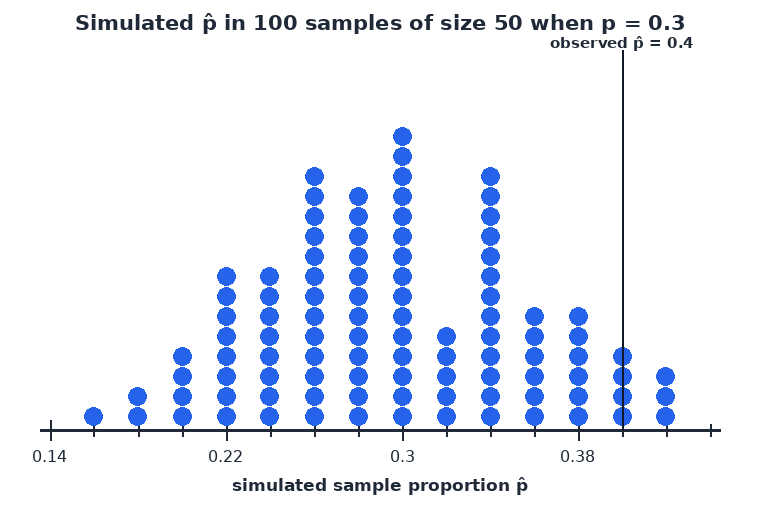 Simulated p̂ in 100 samples of size 50 when p = 0.3
observed p̂ = 0.4
0.14 0.22 0.3 0.38
simulated sample proportion p̂